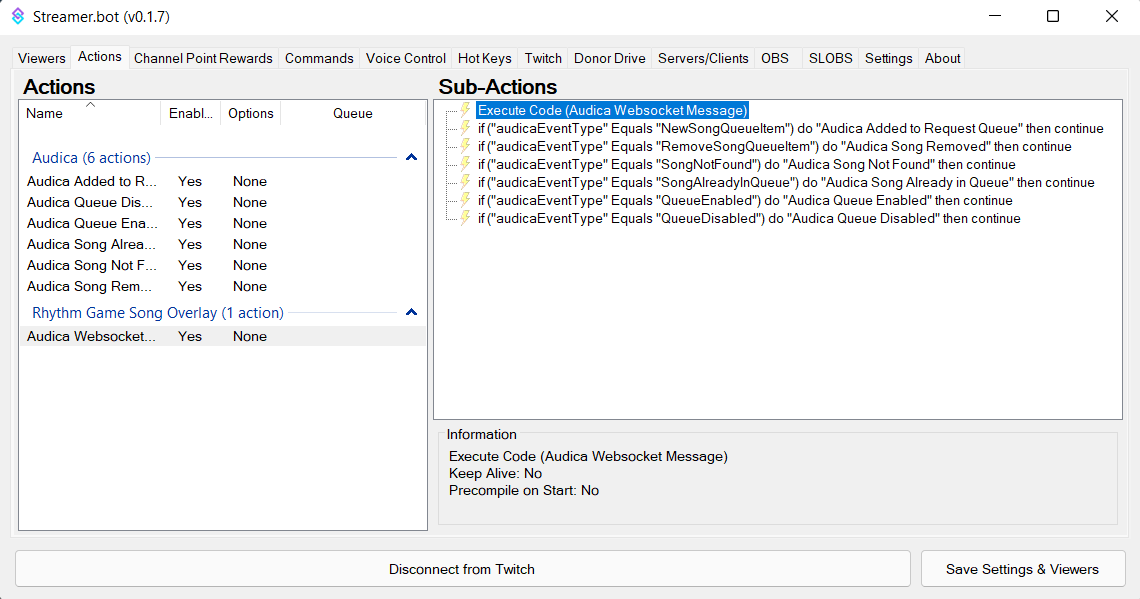 Streamer.bot (v0.1.7)
Viewers Actions Channel Point Rewards Commands Voice Control Hot Keys Twitch Donor Drive Servers/Clients OBS SLOBS Settings About
Actions
Name Enabl... Options Queue
Audica (6 actions)
Audica Added to R... Yes None
Audica Queue Dis... Yes None
Audica Queue Ena... Yes None
Audica Song Alrea... Yes None
Audica Song Not F... Yes None
Audica Song Rem... Yes None
Rhythm Game Song Overlay (1 action)
Audica Websocket... Yes None
Sub-Actions
Execute Code (Audica Websocket Message)
if ("audicaEventType" Equals "NewSongQueueItem") do "Audica Added to Request Queue" then continue
if ("audicaEventType" Equals "RemoveSongQueueItem") do "Audica Song Removed" then continue
if ("audicaEventType" Equals "SongNotFound") do "Audica Song Not Found" then continue
if ("audicaEventType" Equals "SongAlreadyInQueue") do "Audica Song Already in Queue" then continue
if ("audicaEventType" Equals "QueueEnabled") do "Audica Queue Enabled" then continue
if ("audicaEventType" Equals "QueueDisabled") do "Audica Queue Disabled" then continue
Information
Execute Code (Audica Websocket Message)
Keep Alive: No
Precompile on Start: No
Disconnect from Twitch
Save Settings & Viewers